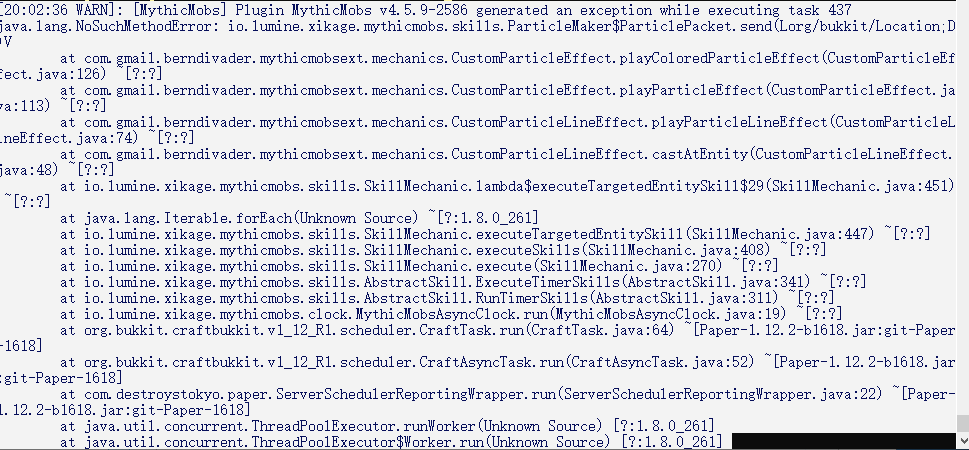 [20:02:36 WARN]: [MythicMobs] Plugin MythicMobs v4.5.9-2586 generated an exception while executing task 437
java.lang.NoSuchMethodError: io.lumine.xikage.mythicmobs.skills.ParticleMaker$ParticlePacket.send(Lorg/bukkit/Location;D
)V
at com.gmail.berndivader.mythicmobsext.mechanics.CustomParticleEffect.playColoredParticleEffect(CustomParticleEf
fect.java:126) ~[?:?]
at com.gmail.berndivader.mythicmobsext.mechanics.CustomParticleEffect.playParticleEffect(CustomParticleEffect.ja
va:113) ~[?:?]
at com.gmail.berndivader.mythicmobsext.mechanics.CustomParticleLineEffect.playParticleLineEffect(CustomParticleL
ineEffect.java:74) ~[?:?]
at com.gmail.berndivader.mythicmobsext.mechanics.CustomParticleLineEffect.castAtEntity(CustomParticleLineEffect.
java:48) ~[?:?]
at io.lumine.xikage.mythicmobs.skills.SkillMechanic.lambda$executeTargetedEntitySkill$29(SkillMechanic.java:451)
~[?:?]
at java.lang.Iterable.forEach(Unknown Source) ~[?:1.8.0_261]
at io.lumine.xikage.mythicmobs.skills.SkillMechanic.executeTargetedEntitySkill(SkillMechanic.java:447) ~[?:?]
at io.lumine.xikage.mythicmobs.skills.SkillMechanic.executeSkills(SkillMechanic.java:408) ~[?:?]
at io.lumine.xikage.mythicmobs.skills.SkillMechanic.execute(SkillMechanic.java:270) ~[?:?]
at io.lumine.xikage.mythicmobs.skills.AbstractSkill.ExecuteTimerSkills(AbstractSkill.java:341) ~[?:?]
at io.lumine.xikage.mythicmobs.skills.AbstractSkill.RunTimerSkills(AbstractSkill.java:311) ~[?:?]
at io.lumine.xikage.mythicmobs.clock.MythicMobsAsyncClock.run(MythicMobsAsyncClock.java:19) ~[?:?]
at org.bukkit.craftbukkit.v1_12_R1.scheduler.CraftTask.run(CraftTask.java:64) ~[Paper-1.12.2-b1618.jar:git-Paper
-1618]
at org.bukkit.craftbukkit.v1_12_R1.scheduler.CraftAsyncTask.run(CraftAsyncTask.java:52) ~[Paper-1.12.2-b1618.jar
:git-Paper-1618]
at com.destroystokyo.paper.ServerSchedulerReportingWrapper.run(ServerSchedulerReportingWrapper.java:22) ~[Paper-
1.12.2-b1618.jar:git-Paper-1618]
at java.util.concurrent.ThreadPoolExecutor.runWorker(Unknown Source) [?:1.8.0_261]
at java.util.concurrent.ThreadPoolExecutor$Worker.run(Unknown Source) [?:1.8.0_261]